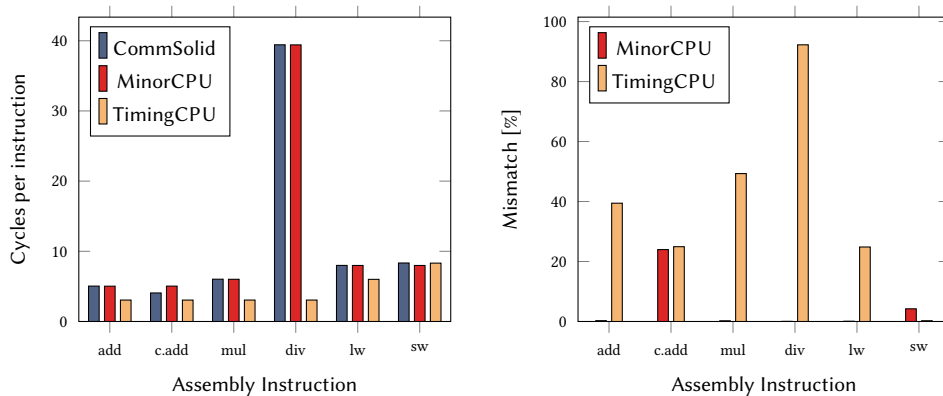 40
30
20
10
0
Cycles per instruction
CommSolid
MinorCPU
TimingCPU
add c.add mul div lw sw
Assembly Instruction
100
80
60
40
20
0
Mismatch [%]
MinorCPU
TimingCPU
add c.add mul div lw sw
Assembly Instruction